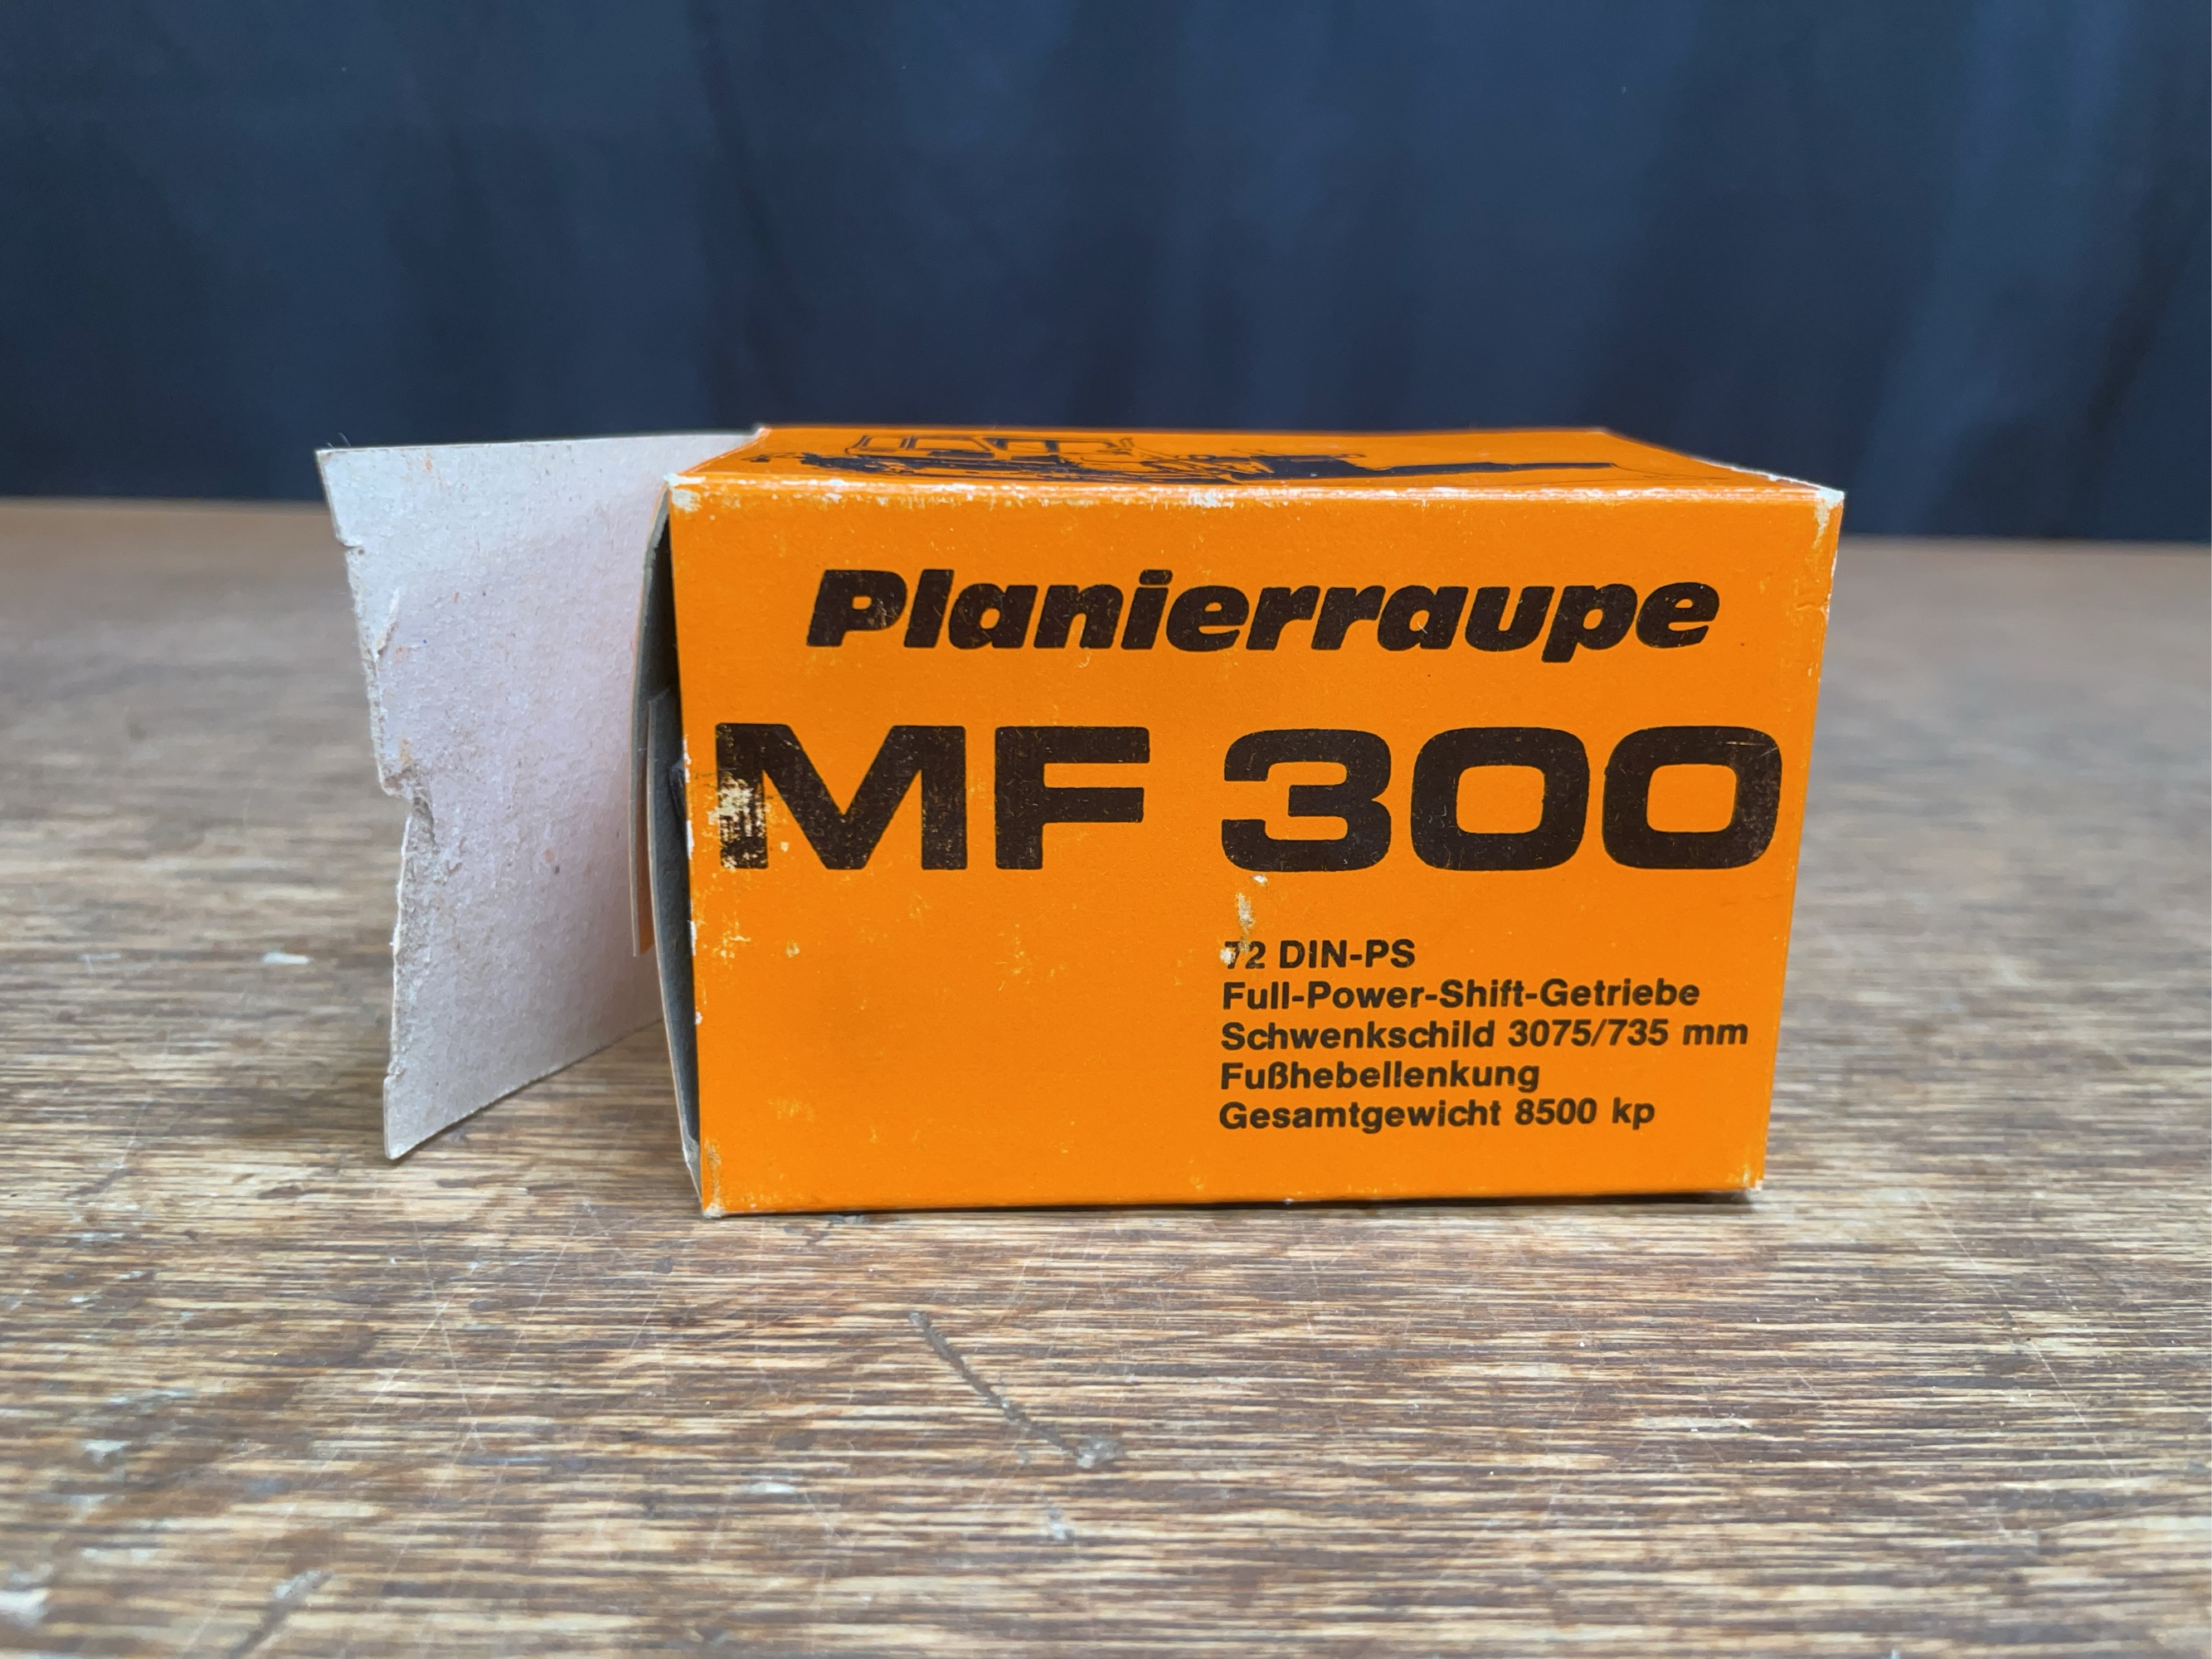 Planierraupe
MF 300
72 DIN-PS
Full-Power-Shift-Getriebe
Schwenkschild 3075/735 mm
Fußhebellenkung
Gesamtgewicht 8500 kp